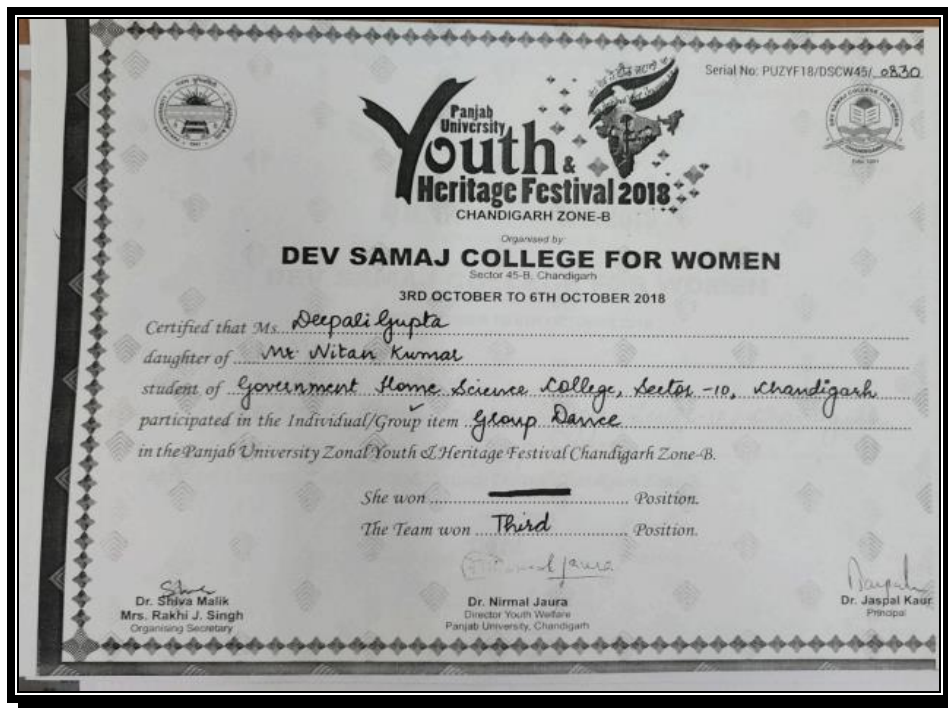 Serial No: PUZYF18/DSCW45/ 0830
Panjab
University
Youth &
Heritage Festival 2018
CHANDIGARH ZONE-B
Organised by
DEV SAMAJ COLLEGE FOR WOMEN
Sector 45-B, Chandigarh
3RD OCTOBER TO 6TH OCTOBER 2018
Certified that Ms. Deepali Gupta
daughter of Mr. Nitan Kumar
student of Government Home Science College, Sector -10, Chandigarh
participated in the Individual/Group item Group Dance
in the Panjab University Zonal Youth & Heritage Festival Chandigarh Zone-B.
She won Position.
The Team won Third Position.
Dr. Shiva Malik
Mrs. Rakhi J. Singh
Organising Secretary
Dr. Nirmal Jaura
Director Youth Welfare
Panjab University, Chandigarh
Dr. Jaspal Kaur
Principal